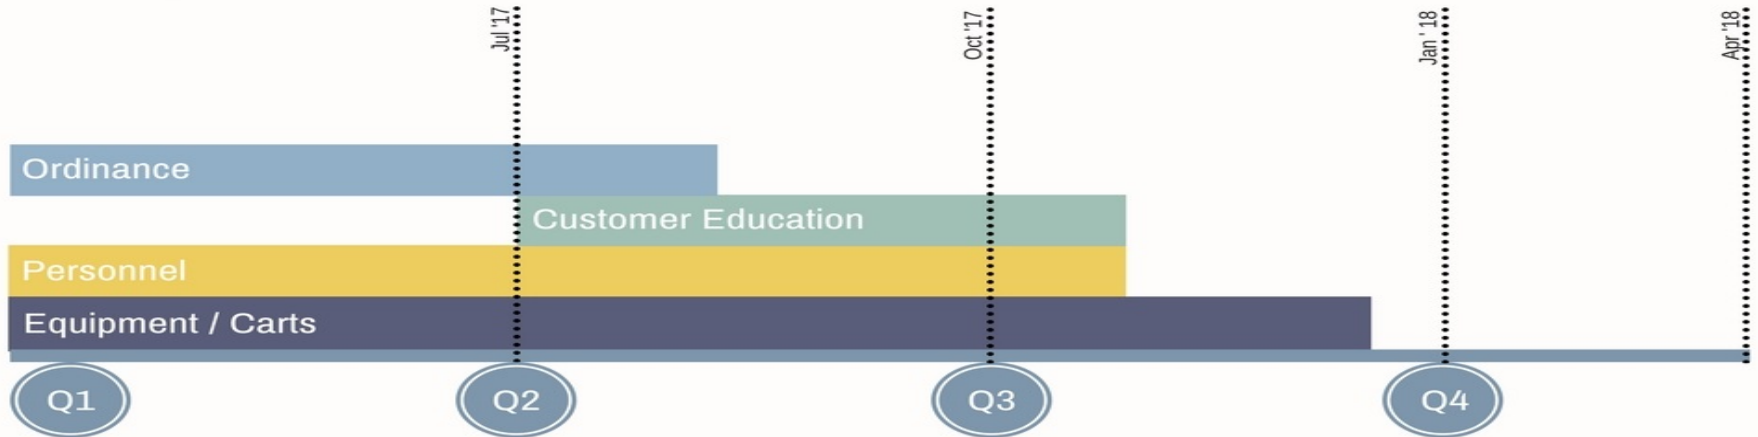 Jul '17
Oct '17
Jan ' 18
Apr '18
Ordinance
Customer Education
Personnel
Equipment / Carts
Q1
Q2
Q3
Q4